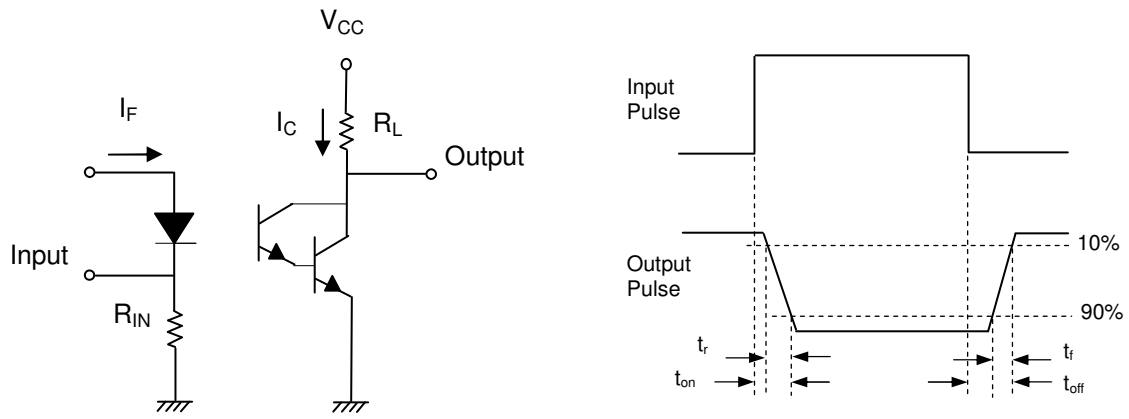 V_CC
I_F
I_C
R_L
Output
Input
R_IN
Input
Pulse
Output
Pulse
10%
90%
t_r
t_f
t_on
t_off